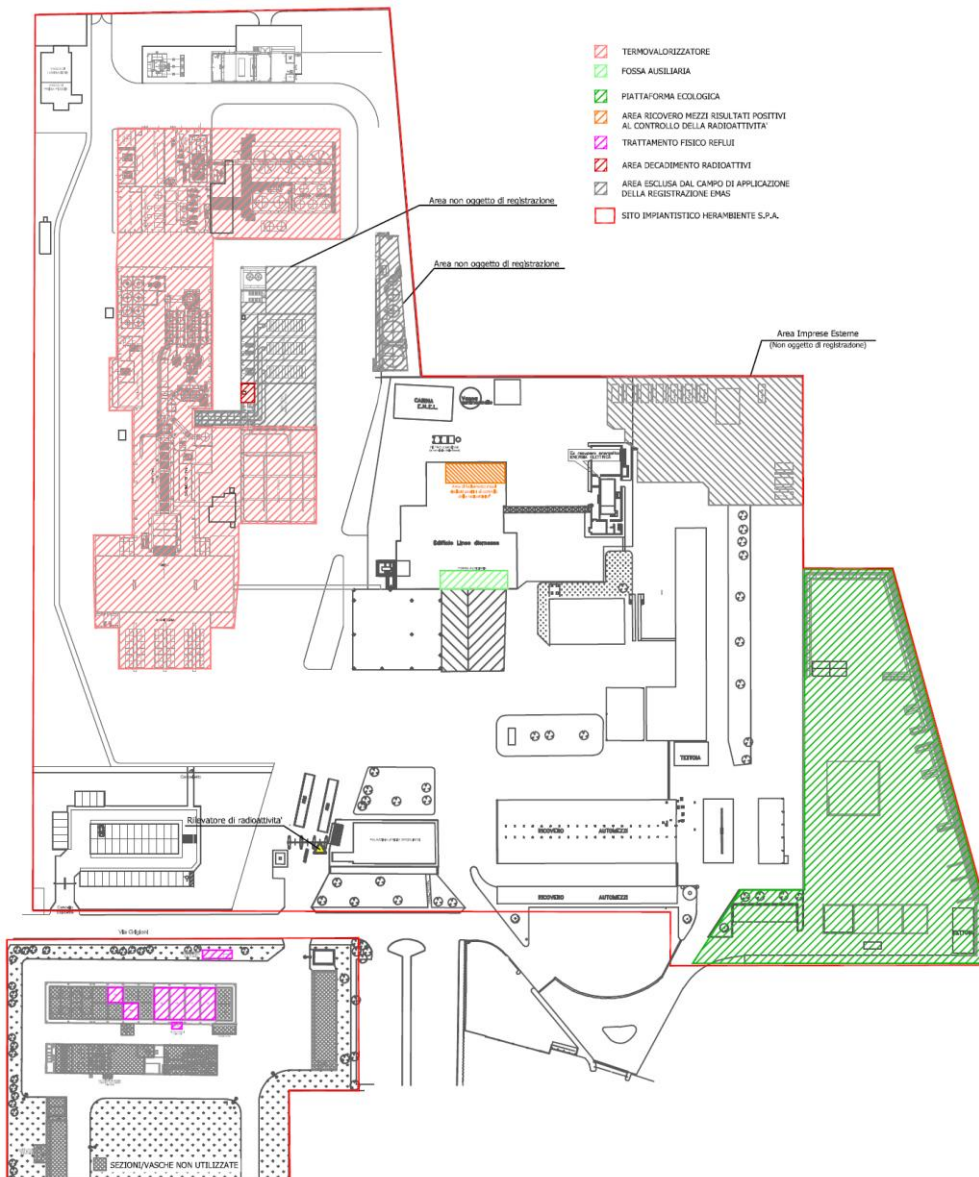 TERMOVALORIZZATORE
FOSSA AUSILIARIA
PIATTAFORMA ECOLOGICA
AREA RICOVERO MEZZI RISULTATI POSITIVI
AL CONTROLLO DELLA RADIOATTIVITA'
TRATTAMENTO FISICO REFLUI
AREA DECADIMENTO RADIOATTIVI
AREA ESCLUSA DAL CAMPO DI APPLICAZIONE
DELLA REGISTRAZIONE EMAS
SITO IMPIANTISTICO HERAMBIENTE S.P.A.
Area non oggetto di registrazione
Area non oggetto di registrazione
Area Imprese Esterne
(Non oggetto di registrazione)
CABINA
Edificio Linee dismesse
TETTOIA
RICOVERO AUTOMEZZI
RICOVERO AUTOMEZZI
Rilevatore di radioattivita'
SEZIONI/VASCHE NON UTILIZZATE